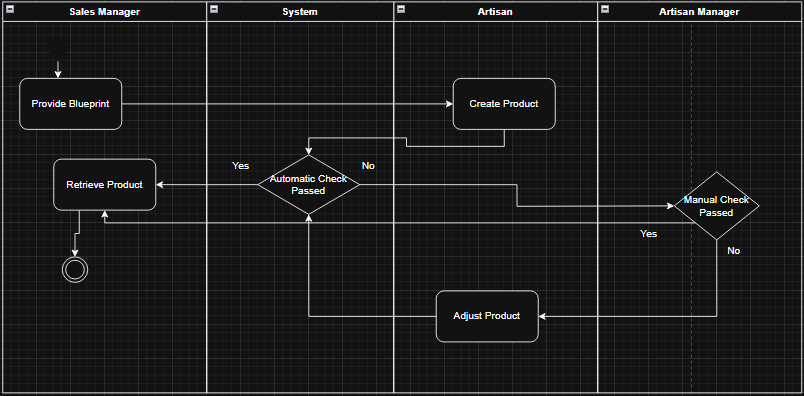 Sales Manager
System
Artisan
Artisan Manager
Provide Blueprint
Create Product
Yes
No
Automatic Check
Passed
Retrieve Product
Manual Check
Passed
Yes
No
Adjust Product